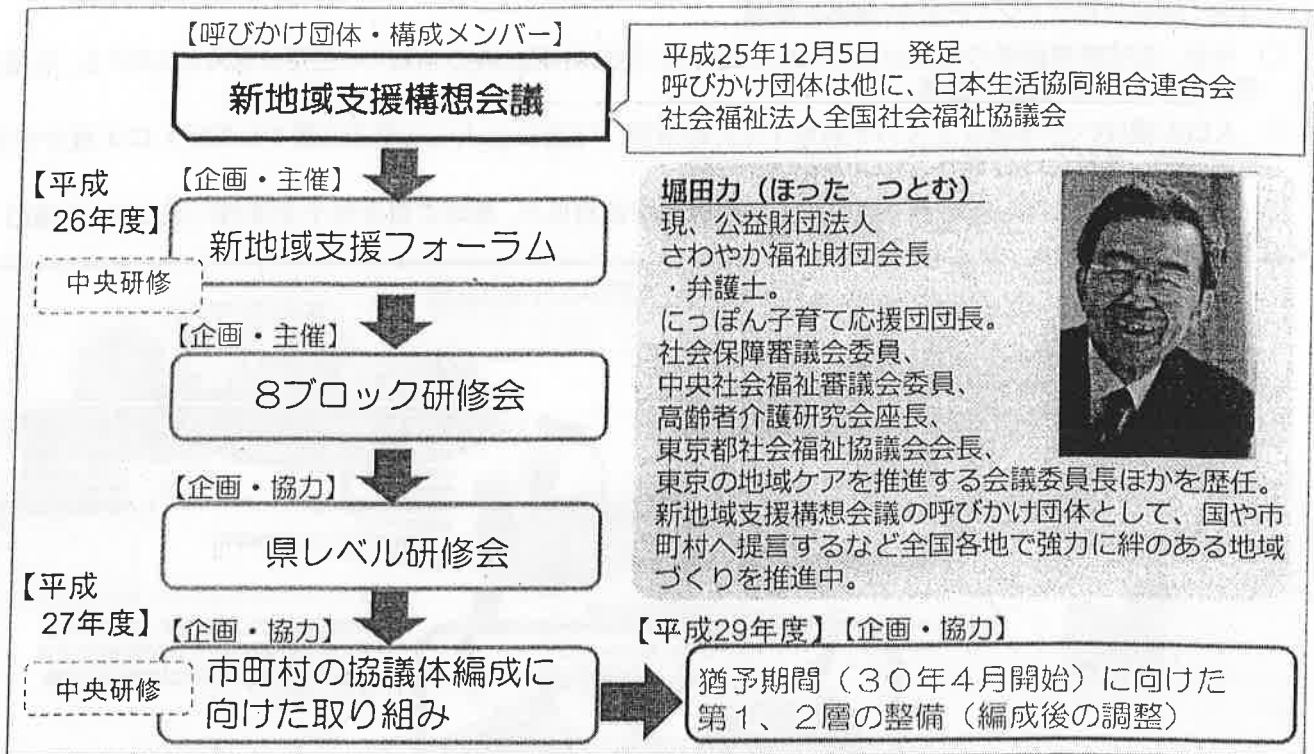 【呼びかけ団体・構成メンバー】
新地域支援構想会議
平成25年12月5日　発足
呼びかけ団体は他に、日本生活協同組合連合会
社会福祉法人全国社会福祉協議会
【平成
26年度】
【企画・主催】
新地域支援フォーラム
中央研修
【企画・主催】
8ブロック研修会
【企画・協力】
県レベル研修会
【平成
27年度】
【企画・協力】
中央研修
市町村の協議体編成に
向けた取り組み
堀田力（ほった　つとむ）
現、公益財団法人
さわやか福祉財団会長
・弁護士。
にっぽん子育て応援団団長。
社会保障審議会委員、
中央社会福祉審議会委員、
高齢者介護研究会座長、
東京都社会福祉協議会会長、
東京の地域ケアを推進する会議委員長ほかを歴任。
新地域支援構想会議の呼びかけ団体として、国や市
町村へ提言するなど全国各地で強力に絆のある地域
づくりを推進中。
【平成29年度】【企画・協力】
猶予期間（３０年４月開始）に向けた
第１、２層の整備（編成後の調整）